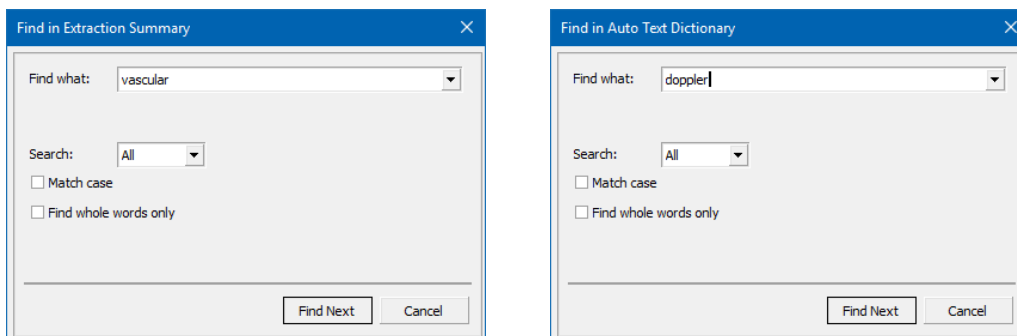 Find in Extraction Summary
Find what: vascular
Search: All
Match case
Find whole words only
Find Next Cancel
Find in Auto Text Dictionary
Find what: doppler
Search: All
Match case
Find whole words only
Find Next Cancel